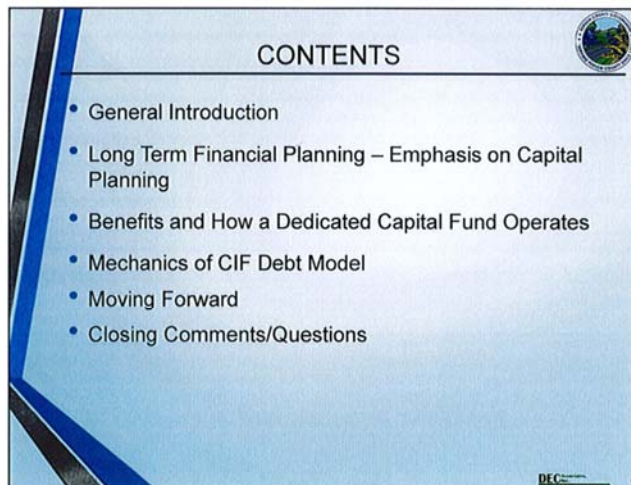 CONTENTS
• General Introduction
• Long Term Financial Planning – Emphasis on Capital
Planning
• Benefits and How a Dedicated Capital Fund Operates
• Mechanics of CIF Debt Model
• Moving Forward
• Closing Comments/Questions
DEC